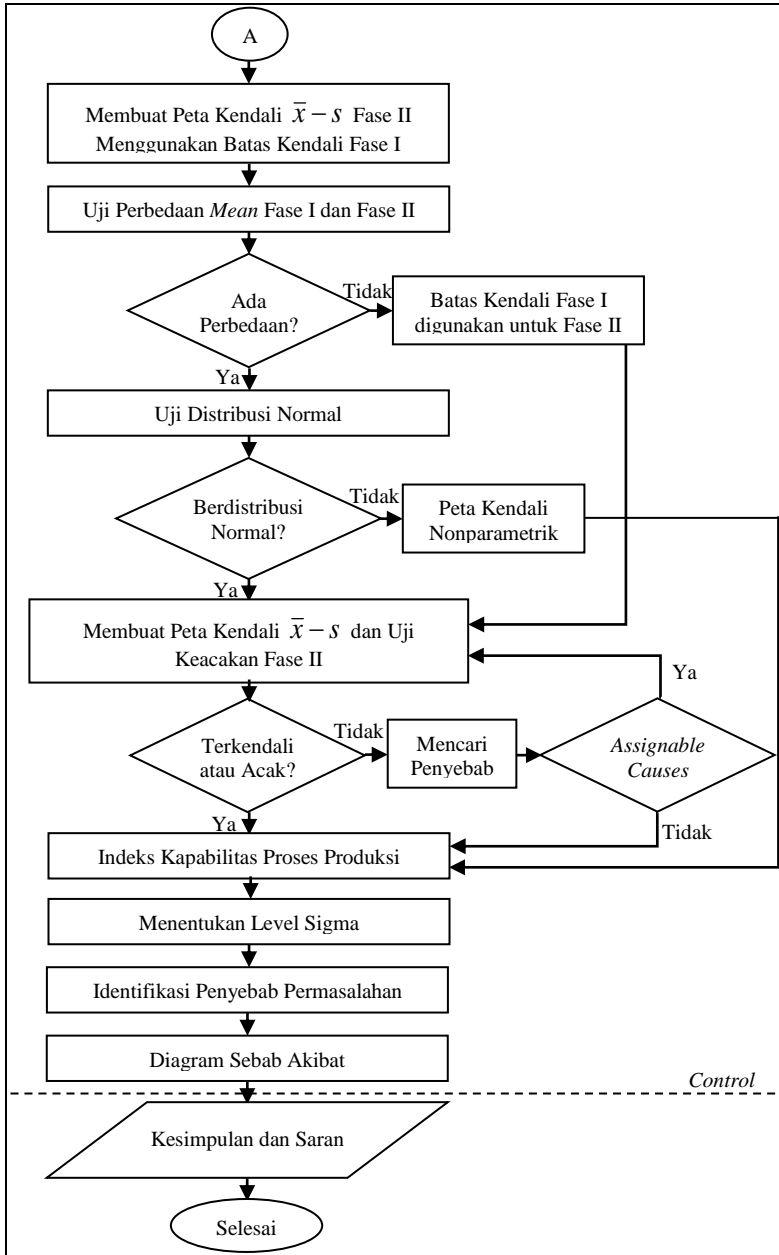 A
Membuat Peta Kendali x̅ − s Fase II
Menggunakan Batas Kendali Fase I
Uji Perbedaan Mean Fase I dan Fase II
Ada
Perbedaan?
Tidak
Batas Kendali Fase I
digunakan untuk Fase II
Ya
Uji Distribusi Normal
Berdistribusi
Normal?
Tidak
Peta Kendali
Nonparametrik
Ya
Membuat Peta Kendali x̅ − s dan Uji
Keacakan Fase II
Ya
Terkendali
atau Acak?
Tidak
Mencari
Penyebab
Assignable
Causes
Ya
Tidak
Indeks Kapabilitas Proses Produksi
Menentukan Level Sigma
Identifikasi Penyebab Permasalahan
Diagram Sebab Akibat
Control
Kesimpulan dan Saran
Selesai